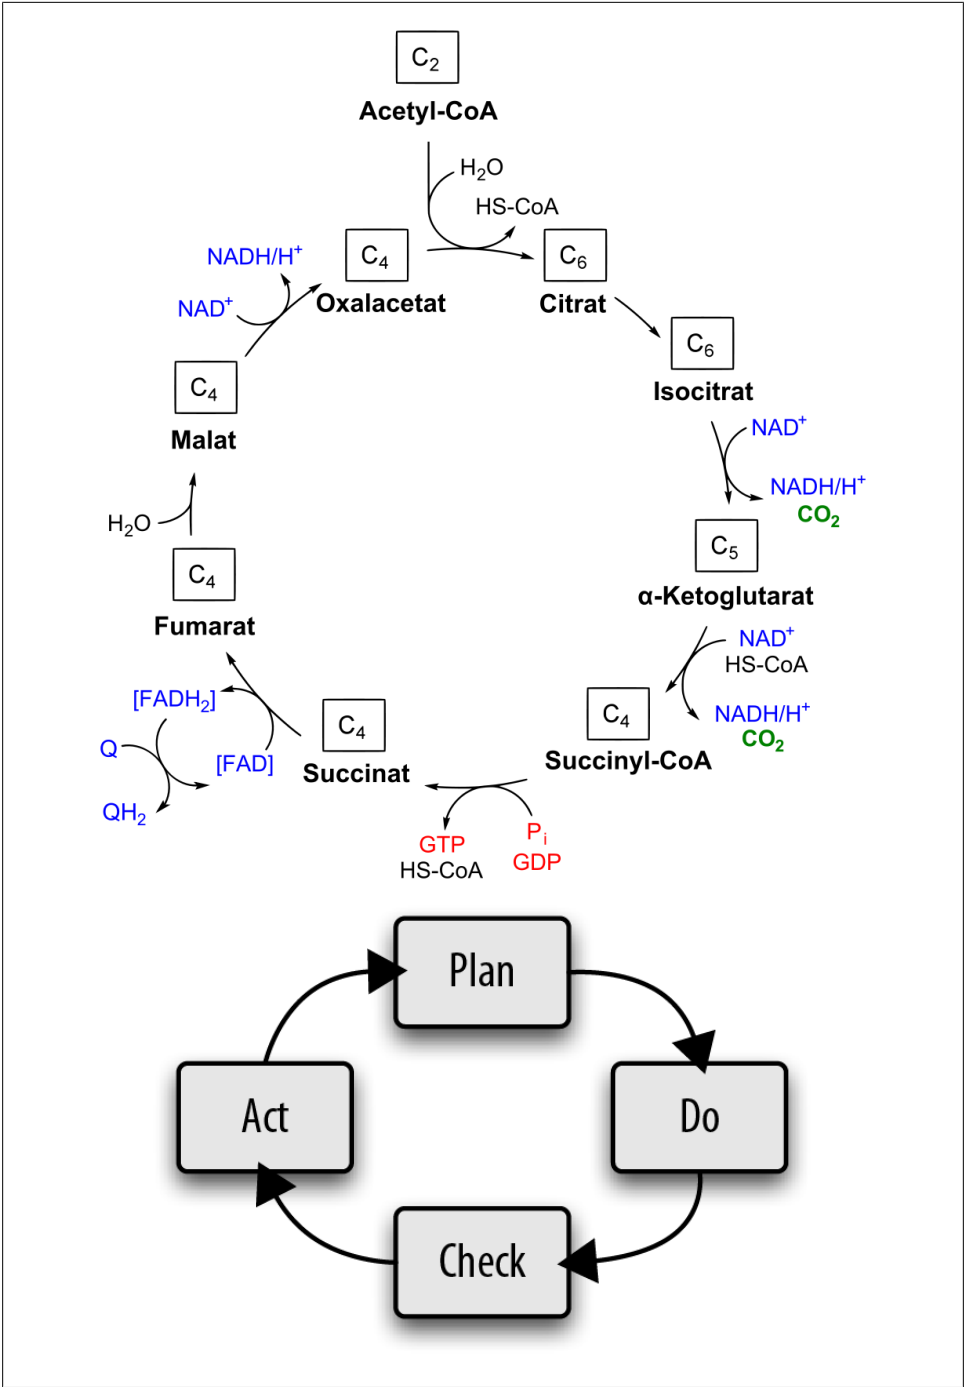 C2
Acetyl-CoA
H2O
HS-CoA
NADH/H+
C4
C6
NAD+
Oxalacetat
Citrat
C6
C4
Isocitrat
Malat
NAD+
NADH/H+
CO2
H2O
C5
C4
α-Ketoglutarat
Fumarat
NAD+
HS-CoA
[FADH2]
C4
NADH/H+
C4
CO2
Q
[FAD]
Succinat
Succinyl-CoA
QH2
Pi
GTP
GDP
HS-CoA
Plan
Act
Do
Check